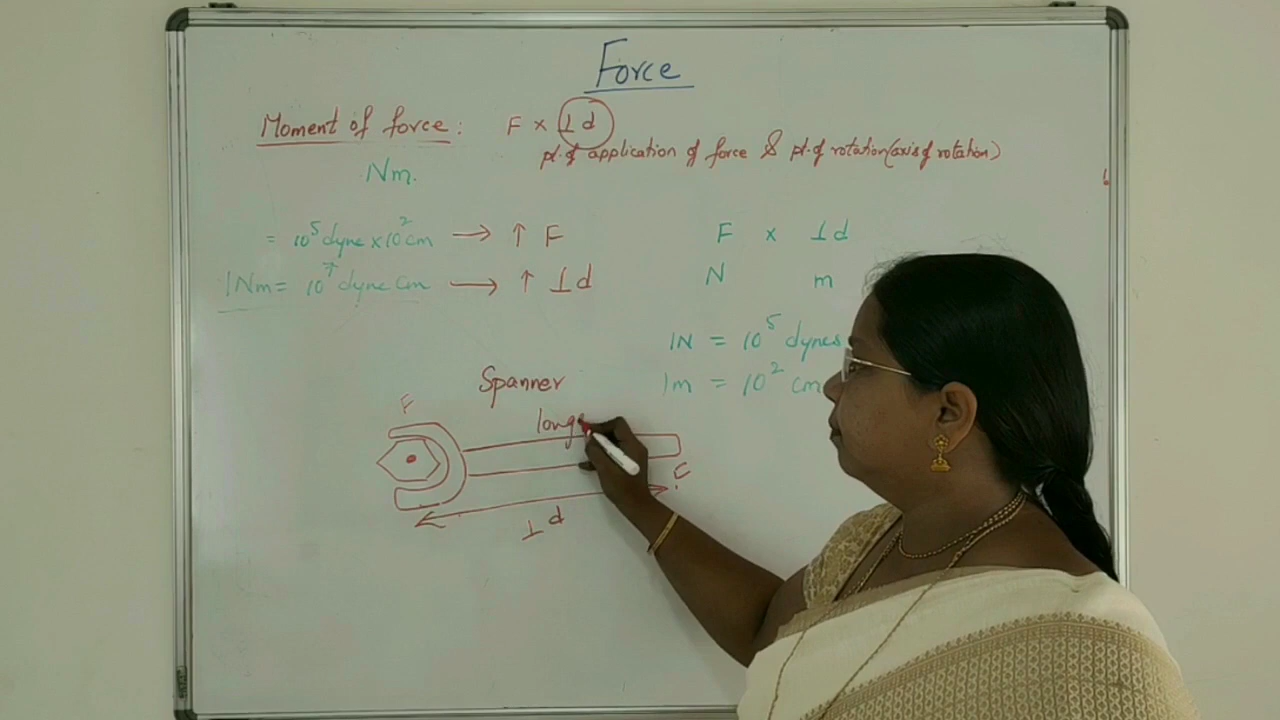 Force
Moment of force: F x ⊥ d
pt. of application of force & pt. of rotation (axis of rotation)
Nm.
= 10⁵ dyne x 10² cm → ↑ F
1Nm = 10⁷ dyne cm → ↑ ⊥d
F x ⊥d
N m
1N = 10⁵ dynes
1m = 10² cm
Spanner
long
F
⊥ d